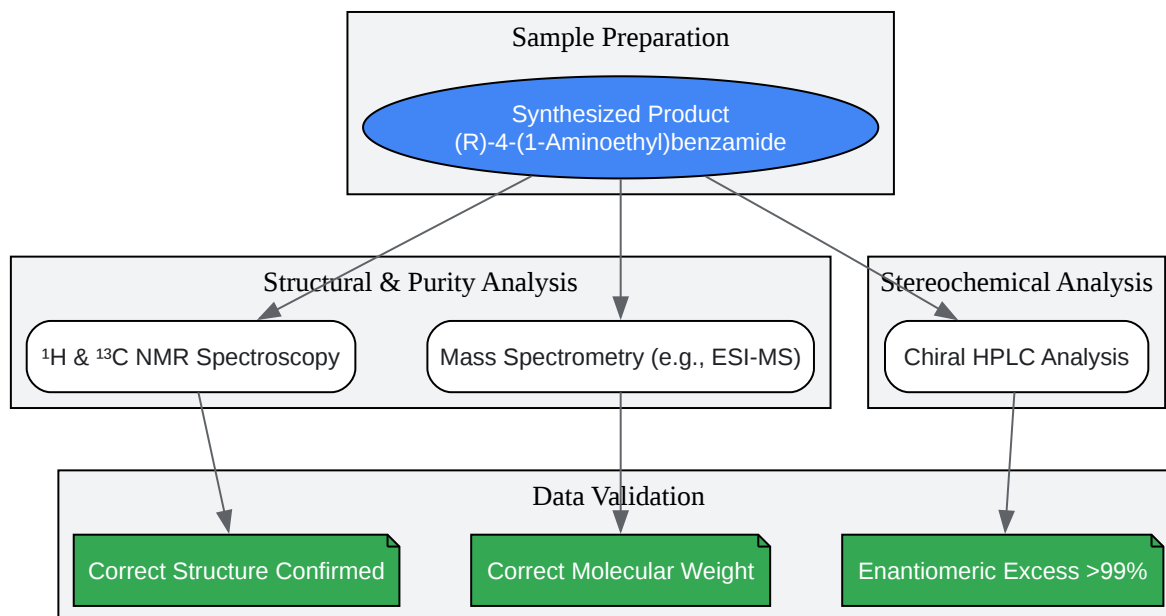 Sample Preparation
Synthesized Product
(R)-4-(1-Aminoethyl)benzamide
Structural & Purity Analysis
Stereochemical Analysis
¹H & ¹³C NMR Spectroscopy
Mass Spectrometry (e.g., ESI-MS)
Chiral HPLC Analysis
Data Validation
Correct Structure Confirmed
Correct Molecular Weight
Enantiomeric Excess >99%